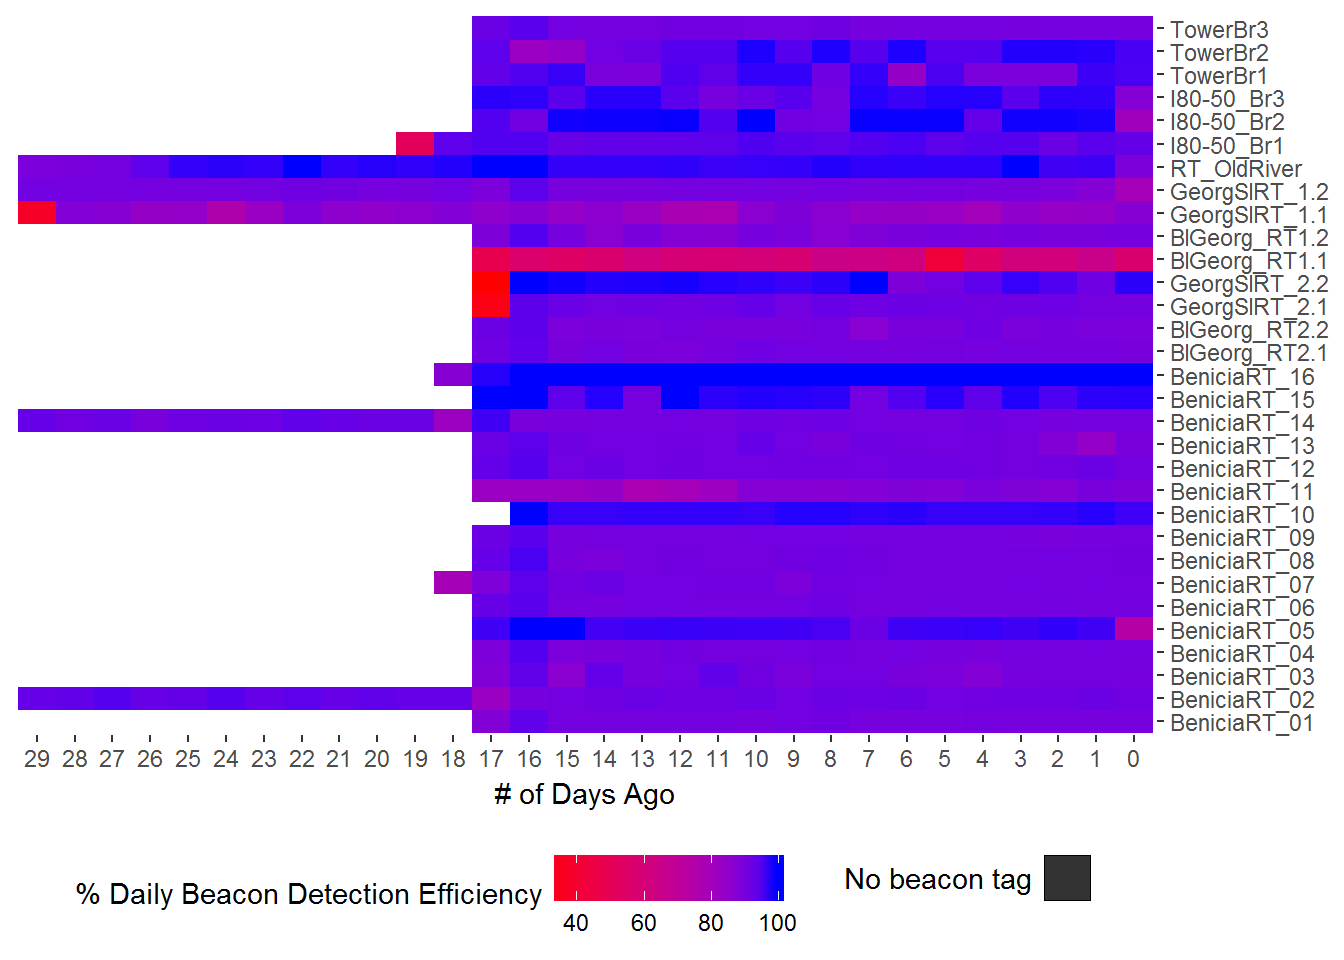 TowerBr3
TowerBr2
TowerBr1
I80-50_Br3
I80-50_Br2
I80-50_Br1
RT_OldRiver
GeorgSlRT_1.2
GeorgSlRT_1.1
BlGeorg_RT1.2
BlGeorg_RT1.1
GeorgSlRT_2.2
GeorgSlRT_2.1
BlGeorg_RT2.2
BlGeorg_RT2.1
BeniciaRT_16
BeniciaRT_15
BeniciaRT_14
BeniciaRT_13
BeniciaRT_12
BeniciaRT_11
BeniciaRT_10
BeniciaRT_09
BeniciaRT_08
BeniciaRT_07
BeniciaRT_06
BeniciaRT_05
BeniciaRT_04
BeniciaRT_03
BeniciaRT_02
BeniciaRT_01
29 28 27 26 25 24 23 22 21 20 19 18 17 16 15 14 13 12 11 10 9 8 7 6 5 4 3 2 1 0
# of Days Ago
% Daily Beacon Detection Efficiency
40 60 80 100
No beacon tag